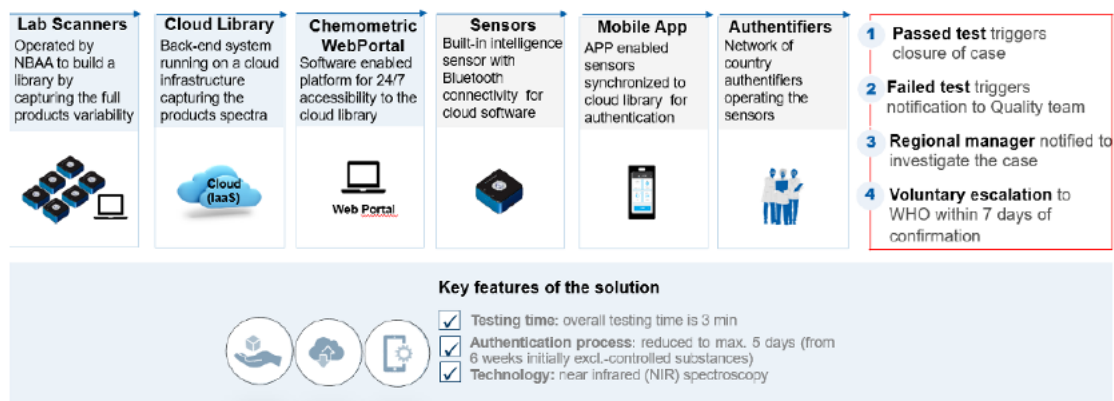 Lab Scanners
Operated by
NBAA to build a
library by
capturing the full
products variability
Cloud Library
Back-end system
running on a cloud
infrastructure
capturing the
products spectra
Cloud
(IaaS)
Chemometric
WebPortal
Software enabled
platform for 24/7
accessibility to the
cloud library
Web Portal
Sensors
Built-in intelligence
sensor with
Bluetooth
connectivity for
cloud software
Mobile App
APP enabled
sensors
synchronized to
cloud library for
authentication
Authentifiers
Network of
country
authentifiers
operating the
sensors
1 Passed test triggers
closure of case
2 Failed test triggers
notification to Quality team
3 Regional manager notified to
investigate the case
4 Voluntary escalation to
WHO within 7 days of
confirmation
Key features of the solution
Testing time: overall testing time is 3 min
Authentication process: reduced to max. 5 days (from
6 weeks initially excl.-controlled substances)
Technology: near infrared (NIR) spectroscopy